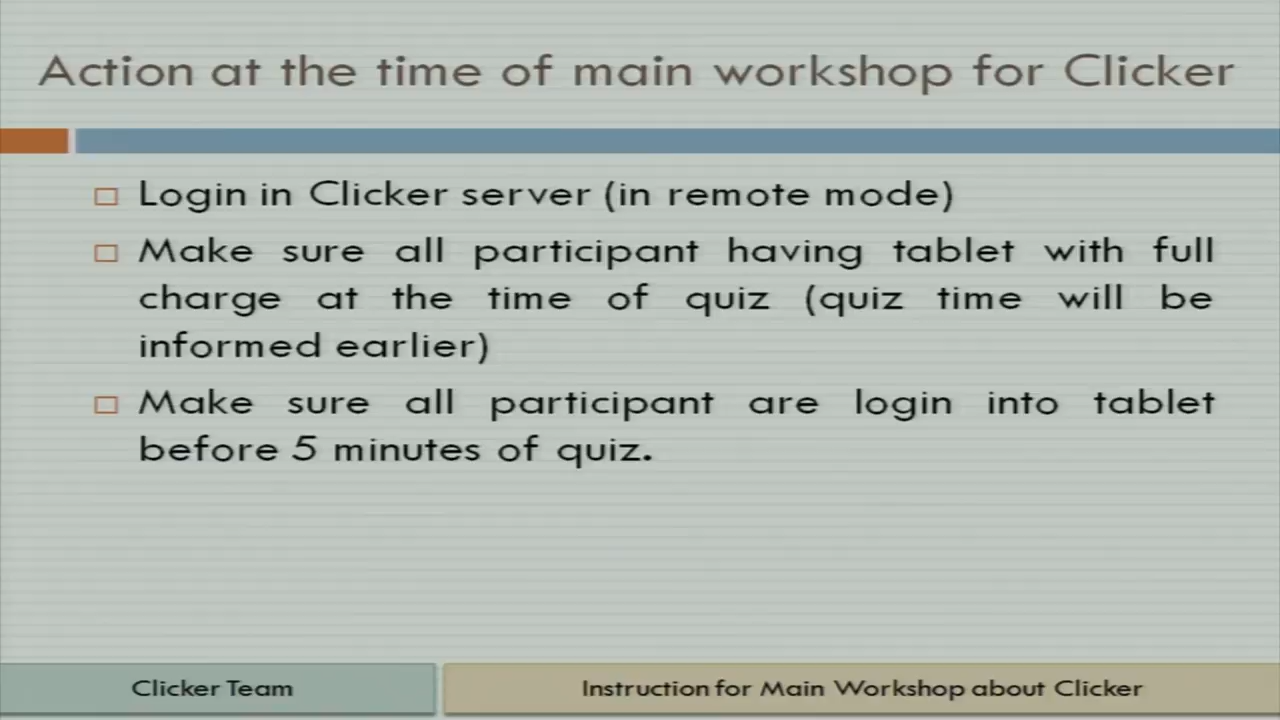 Action at the time of main workshop for Clicker
Login in Clicker server (in remote mode)
Make sure all participant having tablet with full
charge at the time of quiz (quiz time will be
informed earlier)
Make sure all participant are login into tablet
before 5 minutes of quiz.
Clicker Team
Instruction for Main Workshop about Clicker